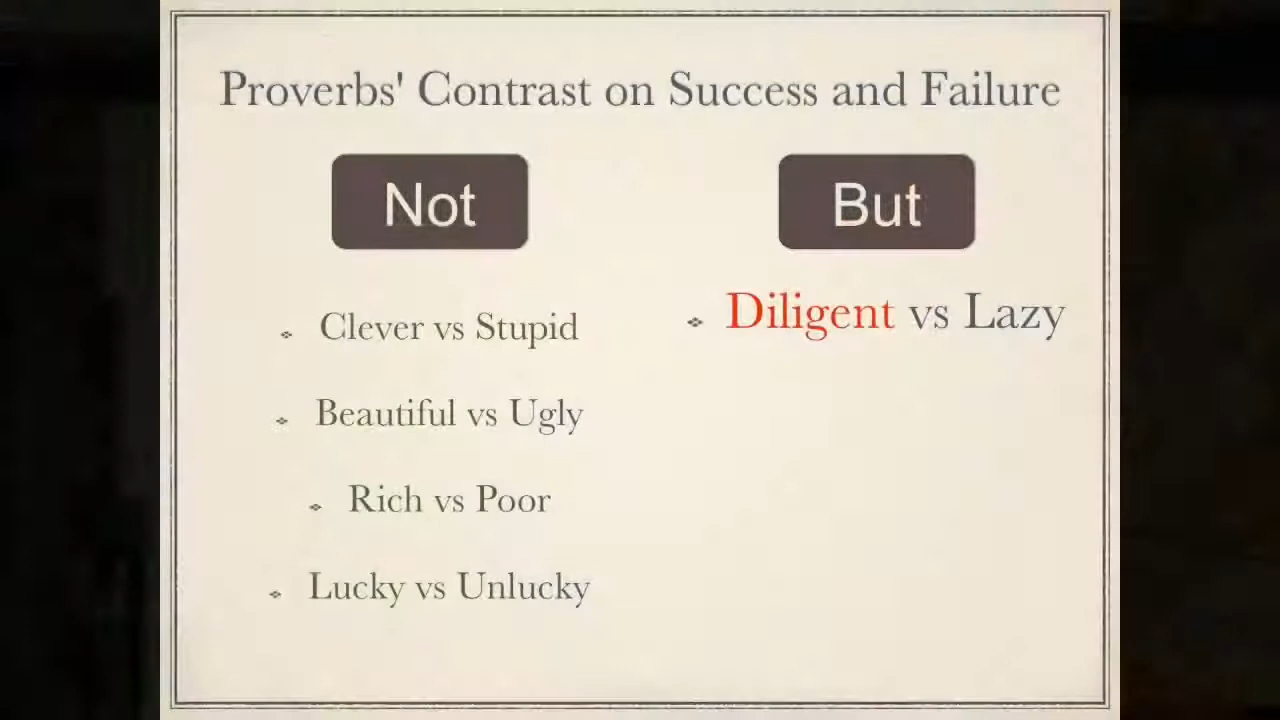 Proverbs' Contrast on Success and Failure
Not
Clever vs Stupid
Beautiful vs Ugly
Rich vs Poor
Lucky vs Unlucky
But
Diligent vs Lazy